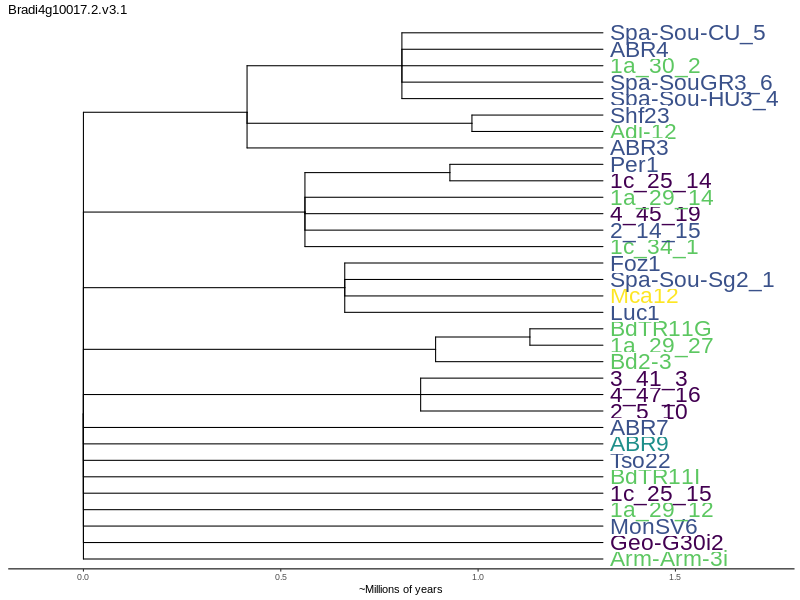 Bradi4g10017.2.v3.1
Spa-Sou-CU_5
ABR4
1a_30_2
Spa-SouGR3_6
Spa-Sou-HU3_4
Shf23
Adi-12
ABR3
Per1
1c_25_14
1a_29_14
4_45_19
2_14_15
1c_34_1
Foz1
Spa-Sou-Sg2_1
Mca12
Luc1
BdTR11G
1a_29_27
Bd2-3
3_41_3
4_47_16
2_5_10
ABR7
ABR9
Tso22
BdTR11I
1c_25_15
1a_29_12
MonSV6
Geo-G30i2
Arm-Arm-3i
0.0 0.5 1.0 1.5
~Millions of years